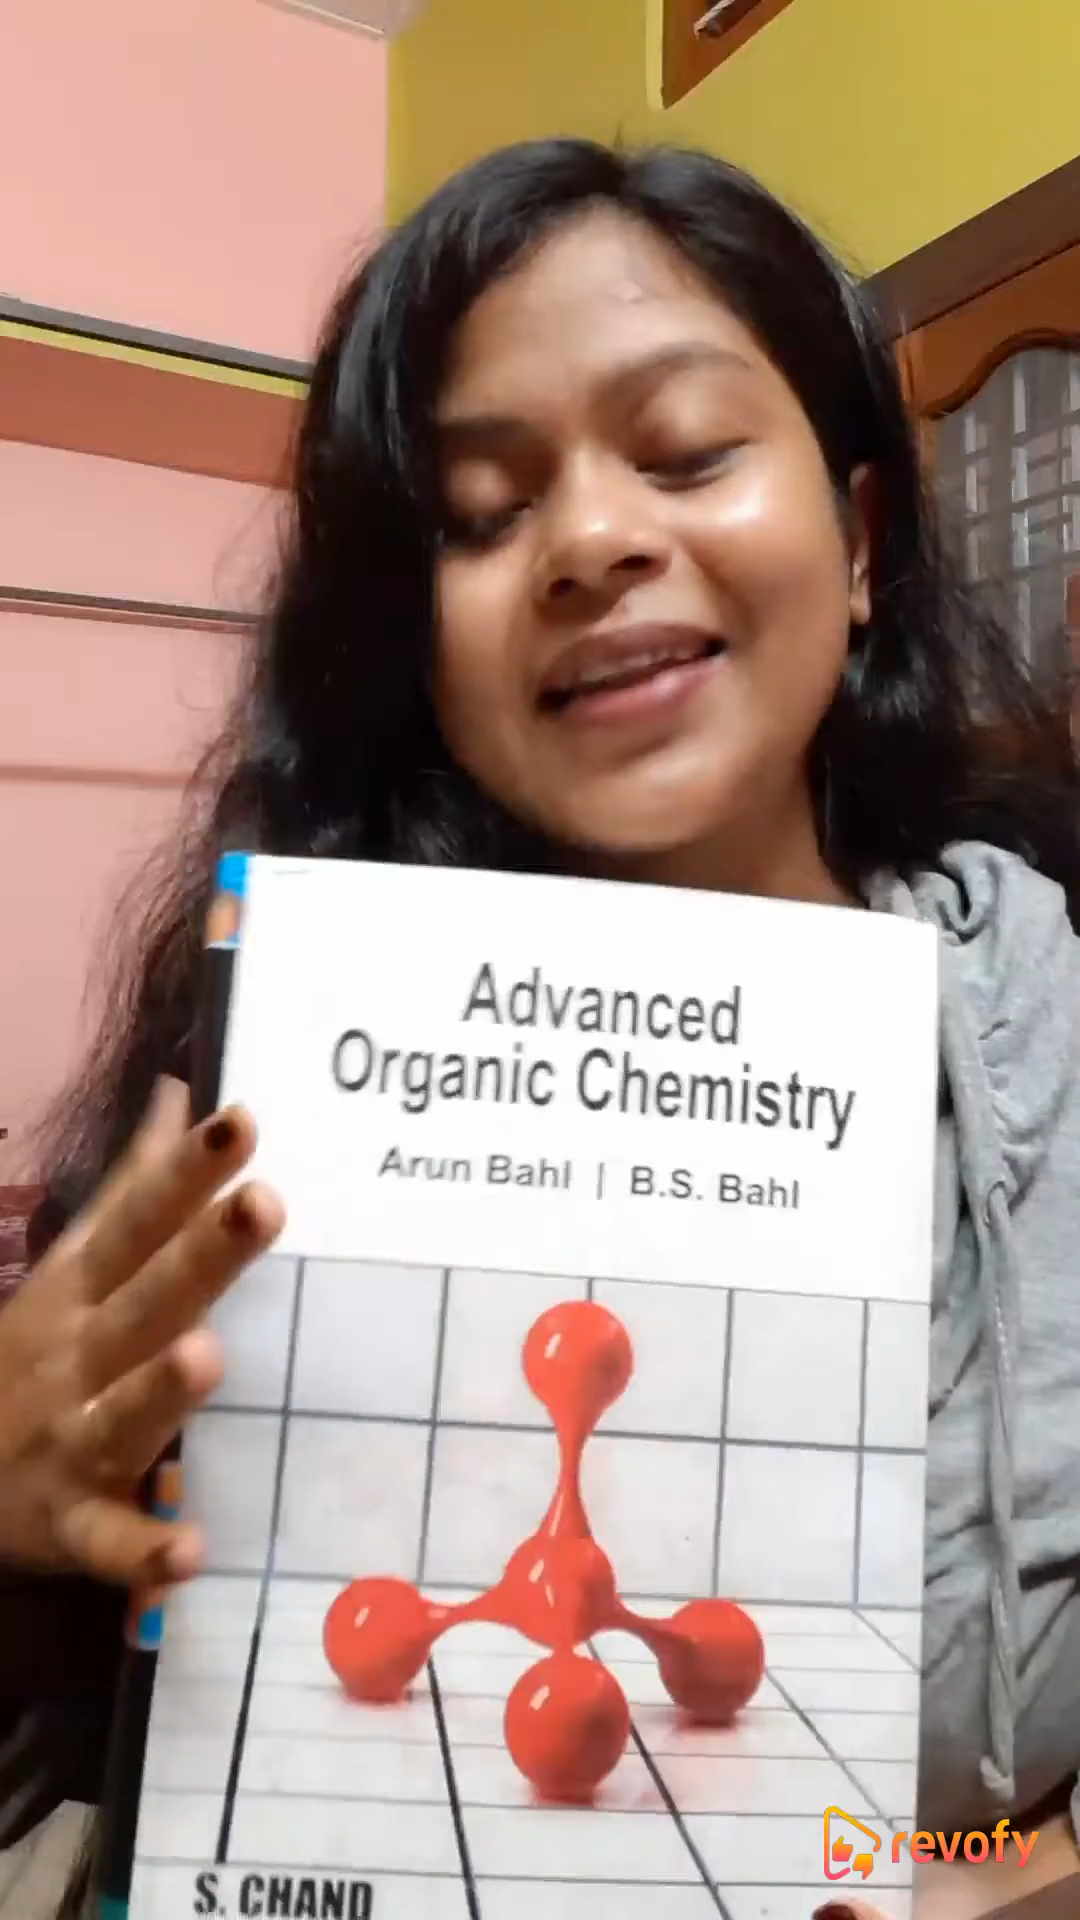 Advanced
Organic Chemistry
Arun Bahl | B.S. Bahl
S. CHAND
revofy